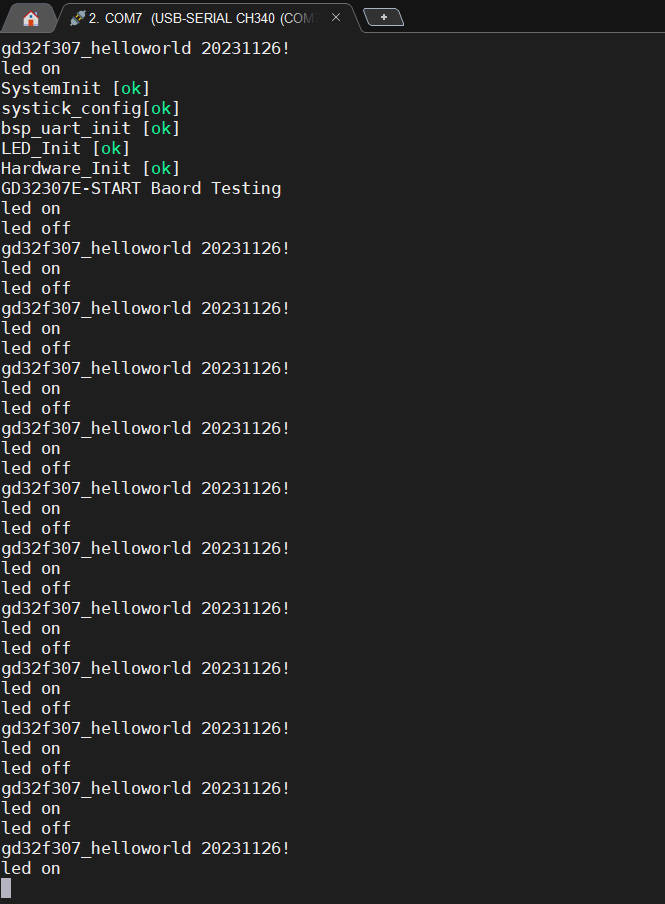 2. COM7 (USB-SERIAL CH340 (COM7
gd32f307_helloworld 20231126!
led on
SystemInit [ok]
systick_config[ok]
bsp_uart_init [ok]
LED_Init [ok]
Hardware_Init [ok]
GD32307E-START Baord Testing
led on
led off
gd32f307_helloworld 20231126!
led on
led off
gd32f307_helloworld 20231126!
led on
led off
gd32f307_helloworld 20231126!
led on
led off
gd32f307_helloworld 20231126!
led on
led off
gd32f307_helloworld 20231126!
led on
led off
gd32f307_helloworld 20231126!
led on
led off
gd32f307_helloworld 20231126!
led on
led off
gd32f307_helloworld 20231126!
led on
led off
gd32f307_helloworld 20231126!
led on
led off
gd32f307_helloworld 20231126!
led on
led off
gd32f307_helloworld 20231126!
led on